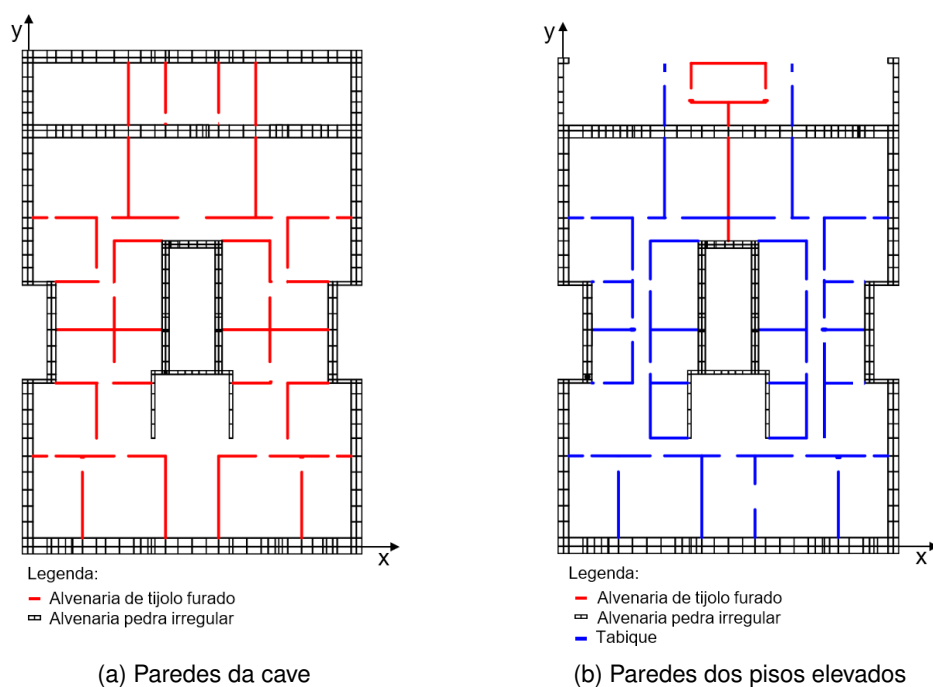 y
x
Legenda:
Alvenaria de tijolo furado
Alvenaria pedra irregular
(a) Paredes da cave
y
x
Legenda:
Alvenaria de tijolo furado
Alvenaria pedra irregular
Tabique
(b) Paredes dos pisos elevados